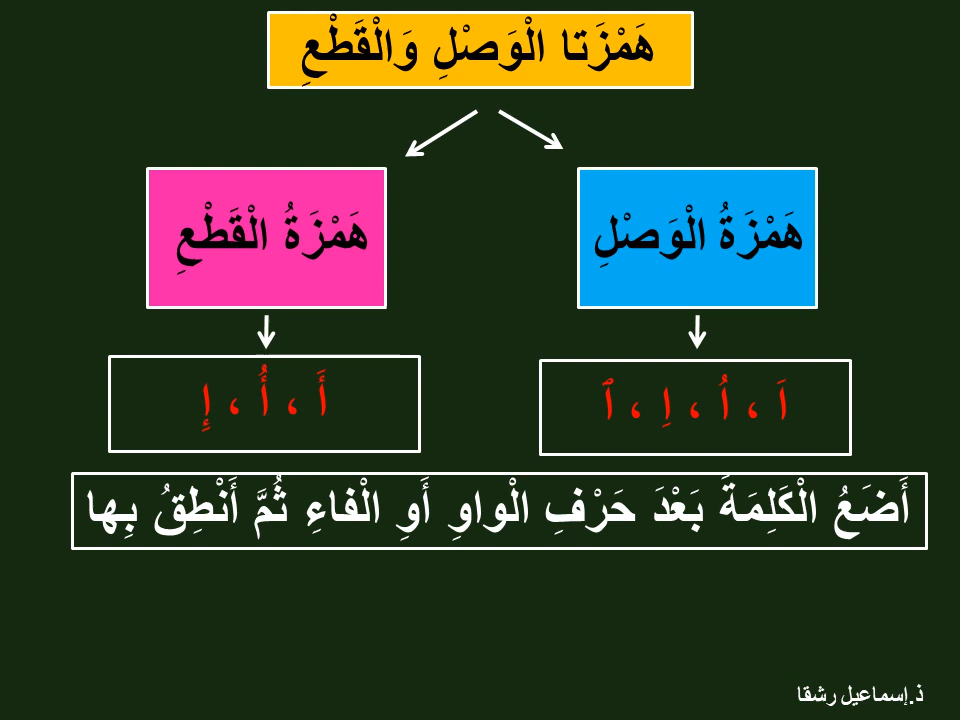 هَمْزَتا الْوَصْلِ وَالْقَطْعِ
هَمْزَةُ الْوَصْلِ
هَمْزَةُ الْقَطْعِ
اَ ، اُ ، اِ ، ٱ
أَ ، أُ ، إِ
أَضَعُ الْكَلِمَةَ بَعْدَ حَرْفِ الْواوِ أَوِ الْفاءِ ثُمَّ أَنْطِقُ بِها
ذ.إسماعيل رشقا